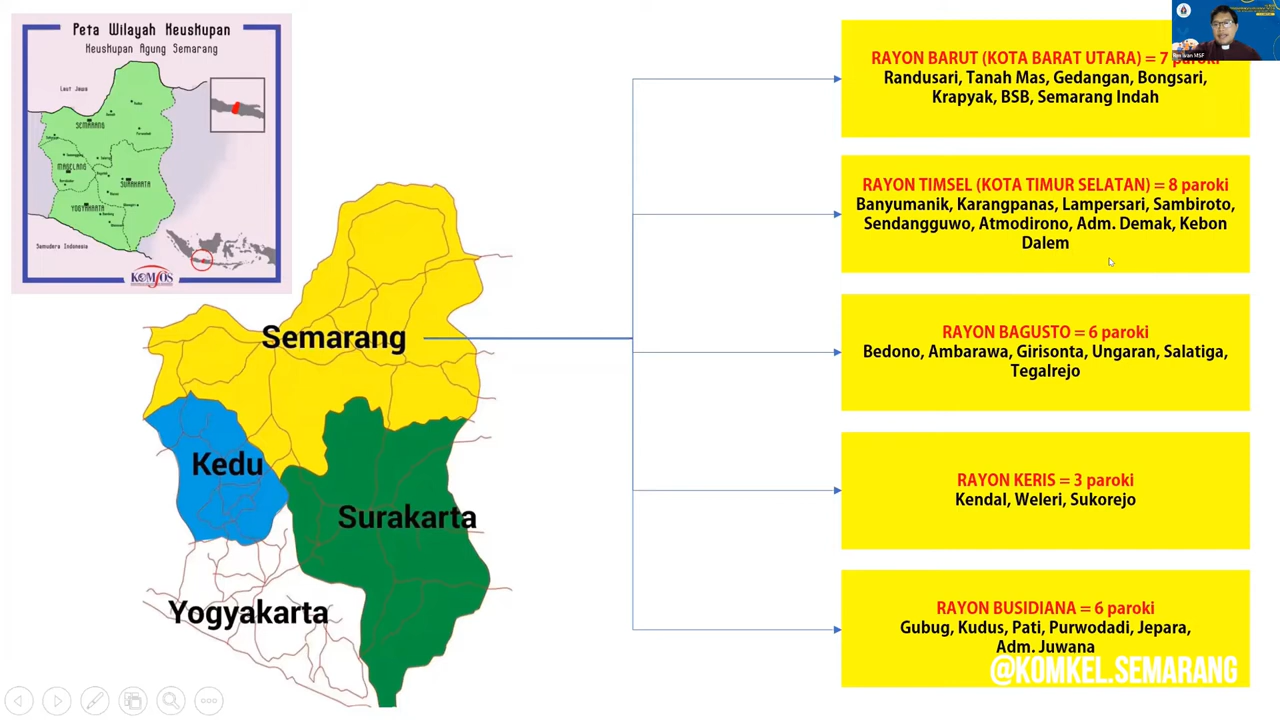 Peta Wilayah Keuskupan
Keuskupan Agung Semarang
Laut Jawa
SEMARANG
MAGELANG
SURAKARTA
YOGYAKARTA
Samudera Indonesia
KOMSOS
Semarang
Kedu
Surakarta
Yogyakarta
RAYON BARUT (KOTA BARAT UTARA) = 7 paroki
Randusari, Tanah Mas, Gedangan, Bongsari,
Krapyak, BSB, Semarang Indah
RAYON TIMSEL (KOTA TIMUR SELATAN) = 8 paroki
Banyumanik, Karangpanas, Lampersari, Sambiroto,
Sendangguwo, Atmodirono, Adm. Demak, Kebon
Dalem
RAYON BAGUSTO = 6 paroki
Bedono, Ambarawa, Girisonta, Ungaran, Salatiga,
Tegalrejo
RAYON KERIS = 3 paroki
Kendal, Weleri, Sukorejo
RAYON BUSIDIANA = 6 paroki
Gubug, Kudus, Pati, Purwodadi, Jepara,
Adm. Juwana
@KOMKEL.SEMARANG